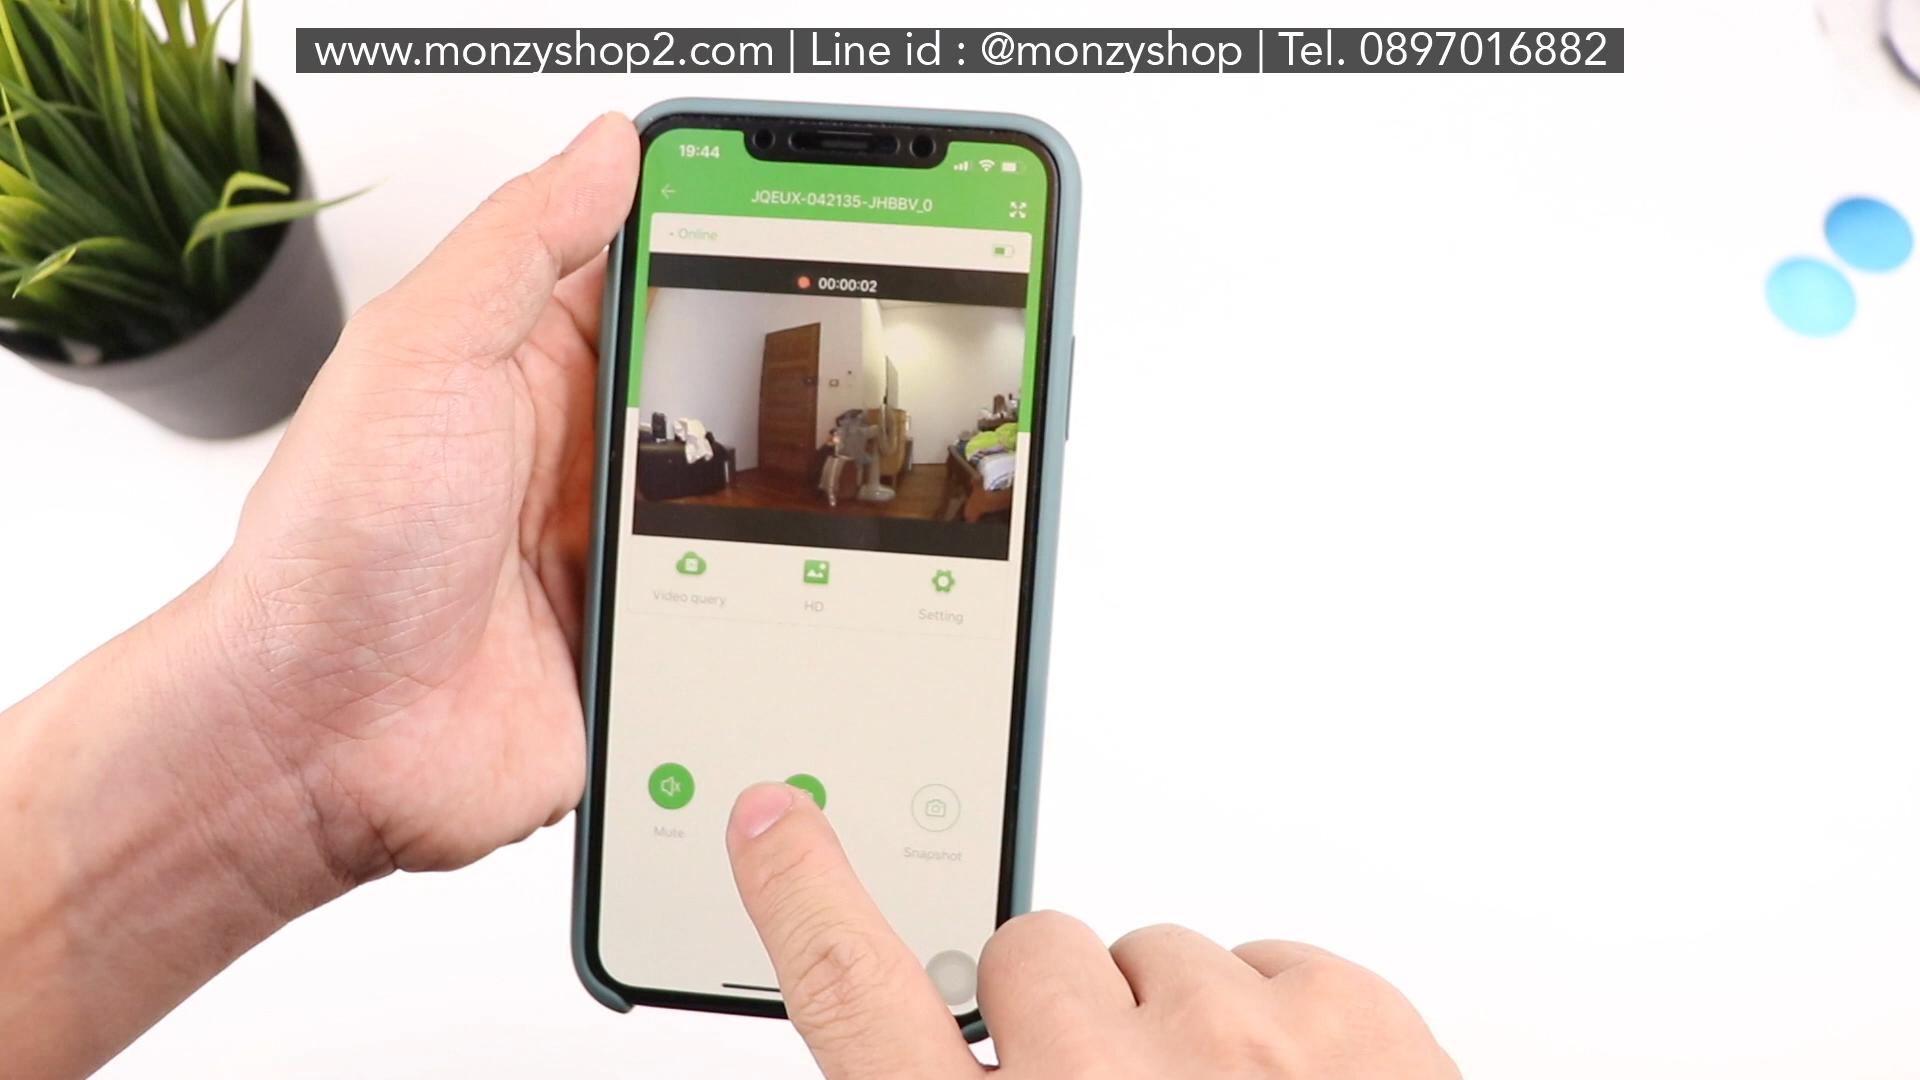 www.monzyshop2.com | Line id : @monzyshop | Tel. 0897016882
19:44
JQEUX-042135-JHBBV_0
Online
00:00:02
Video query
HD
Setting
Mute
Snapshot